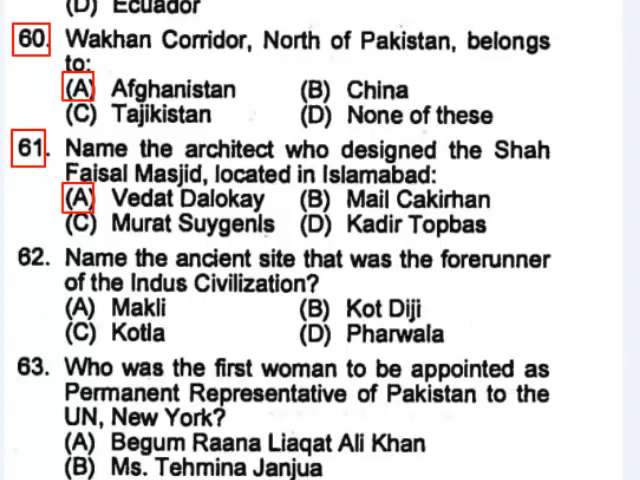 (D) Ecuador
60. Wakhan Corridor, North of Pakistan, belongs
to:
(A) Afghanistan (B) China
(C) Tajikistan (D) None of these
61. Name the architect who designed the Shah
Faisal Masjid, located in Islamabad:
(A) Vedat Dalokay (B) Mail Cakirhan
(C) Murat Suygenls (D) Kadir Topbas
62. Name the ancient site that was the forerunner
of the Indus Civilization?
(A) Makli (B) Kot Diji
(C) Kotla (D) Pharwala
63. Who was the first woman to be appointed as
Permanent Representative of Pakistan to the
UN, New York?
(A) Begum Raana Liaqat Ali Khan
(B) Ms. Tehmina Janjua